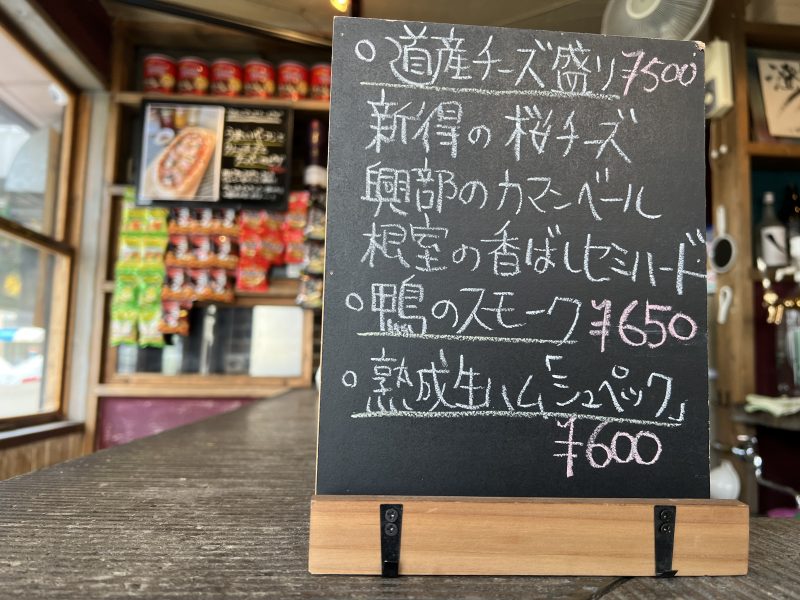 ○道産チーズ盛り ¥500
新得の桜チーズ
興部のカマンベール
根室の香ばしセミハード
○鴨のスモーク ¥650
○熟成生ハム「シュペック」
¥600